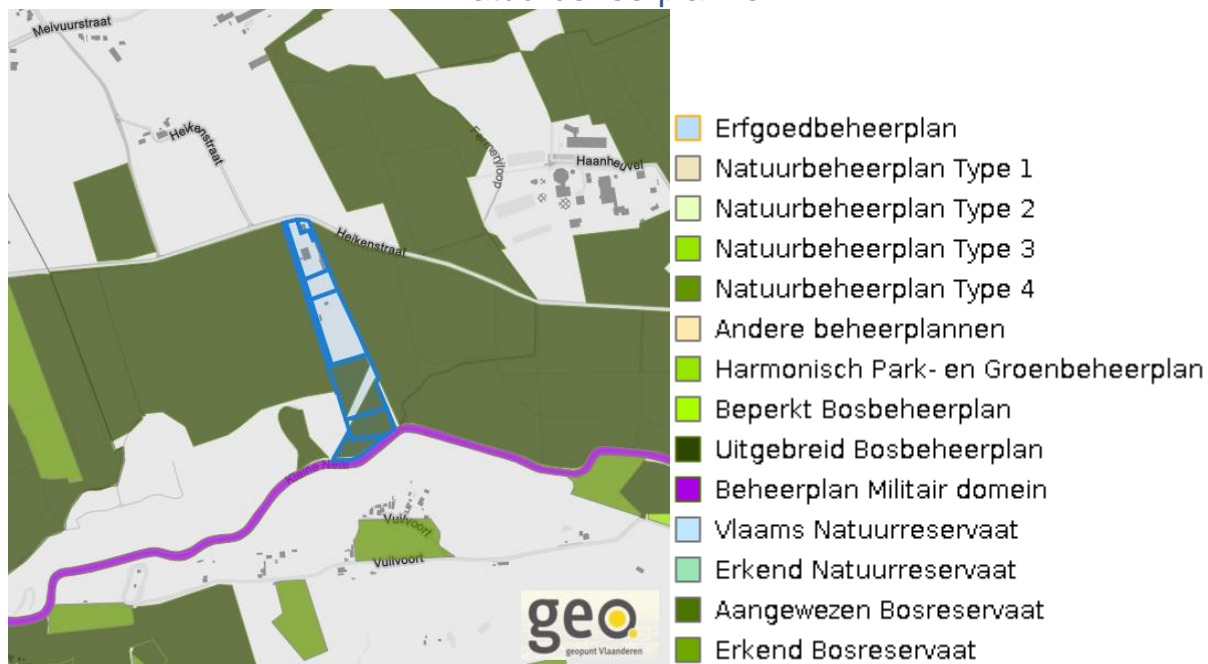 Melvuurstraat
Heikenstraat
Haanheuvel
Heikenstraat
Kleine Nete
Vuilvoort
Vuilvoort
geo.
geopunt Vlaanderen
Erfgoedbeheerplan
Natuurbeheerplan Type 1
Natuurbeheerplan Type 2
Natuurbeheerplan Type 3
Natuurbeheerplan Type 4
Andere beheerplannen
Harmonisch Park- en Groenbeheerplan
Beperkt Bosbeheerplan
Uitgebreid Bosbeheerplan
Beheerplan Militair domein
Vlaams Natuurreservaat
Erkend Natuurreservaat
Aangewezen Bosreservaat
Erkend Bosreservaat